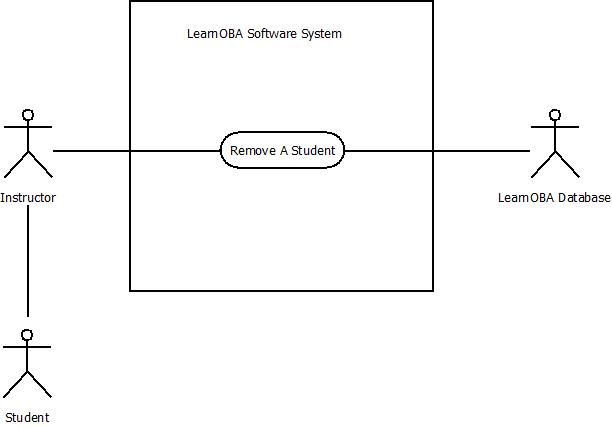 LearnOBA Software System
Remove A Student
Instructor
LearnOBA Database
Student